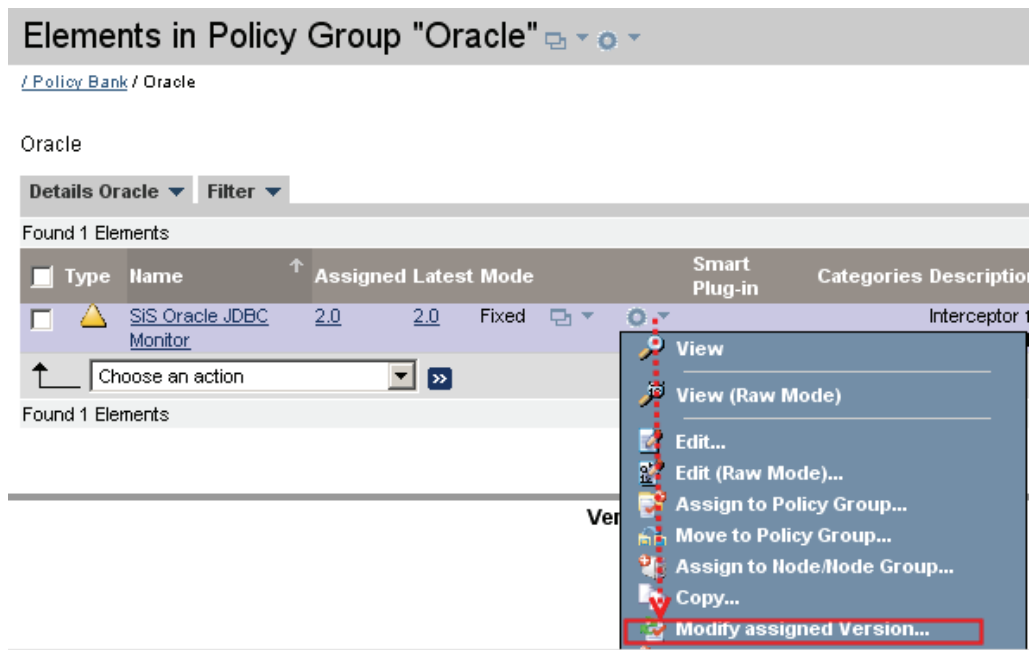 Elements in Policy Group "Oracle"
/ Policy Bank / Oracle
Oracle
Details Oracle Filter
Found 1 Elements
Type Name Assigned Latest Mode Smart Plug-in Categories Description
SiS Oracle JDBC Monitor 2.0 2.0 Fixed Interceptor
Choose an action
Found 1 Elements
View
View (Raw Mode)
Edit...
Edit (Raw Mode)...
Assign to Policy Group...
Ver
Move to Policy Group...
Assign to Node/Node Group...
Copy...
Modify assigned Version...